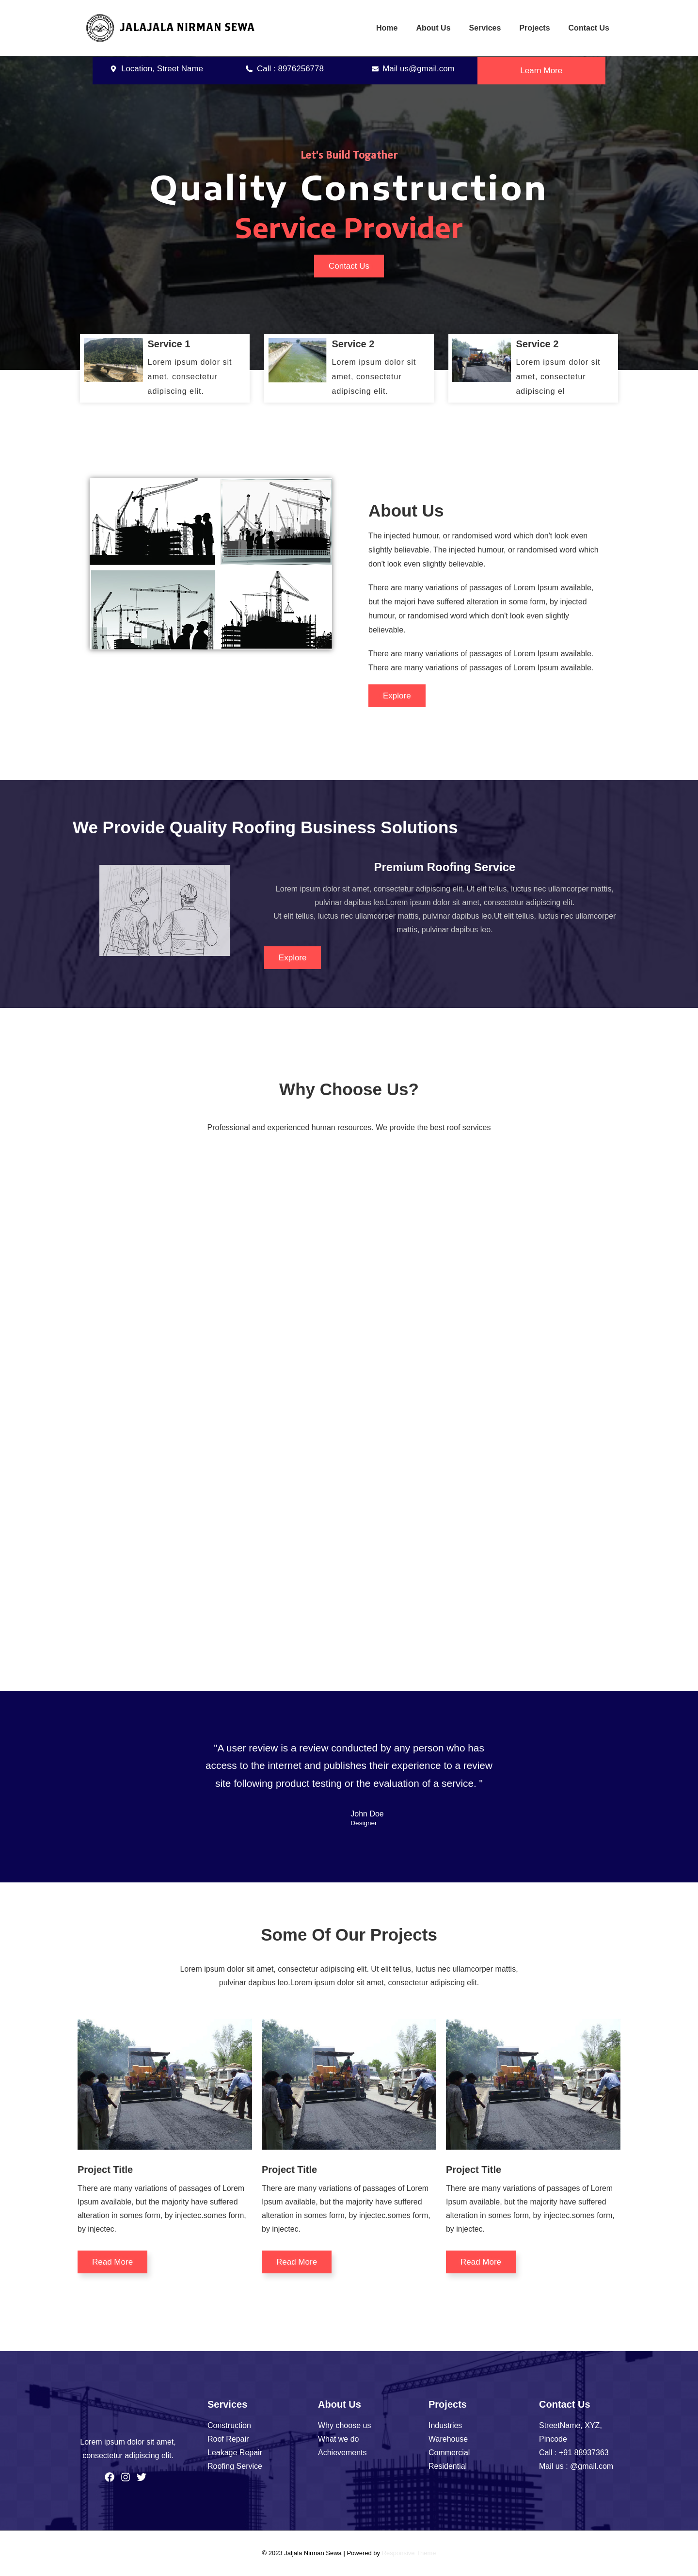 JALAJALA NIRMAN SEWA
Home About Us Services Projects Contact Us
Location, Street Name Call : 8976256778 Mail us@gmail.com Learn More
Let's Build Togather
Quality Construction
Service Provider
Contact Us
Service 1
Lorem ipsum dolor sit
amet, consectetur
adipiscing elit.
Service 2
Lorem ipsum dolor sit
amet, consectetur
adipiscing elit.
Service 2
Lorem ipsum dolor sit
amet, consectetur
adipiscing el
About Us
The injected humour, or randomised word which don't look even
slightly believable. The injected humour, or randomised word which
don't look even slightly believable.
There are many variations of passages of Lorem Ipsum available,
but the majori have suffered alteration in some form, by injected
humour, or randomised word which don't look even slightly
believable.
There are many variations of passages of Lorem Ipsum available.
There are many variations of passages of Lorem Ipsum available.
Explore
We Provide Quality Roofing Business Solutions
Premium Roofing Service
Lorem ipsum dolor sit amet, consectetur adipiscing elit. Ut elit tellus, luctus nec ullamcorper mattis,
pulvinar dapibus leo.Lorem ipsum dolor sit amet, consectetur adipiscing elit.
Ut elit tellus, luctus nec ullamcorper mattis, pulvinar dapibus leo.Ut elit tellus, luctus nec ullamcorper
mattis, pulvinar dapibus leo.
Explore
Why Choose Us?
Professional and experienced human resources. We provide the best roof services
"A user review is a review conducted by any person who has
access to the internet and publishes their experience to a review
site following product testing or the evaluation of a service. "
John Doe
Designer
Some Of Our Projects
Lorem ipsum dolor sit amet, consectetur adipiscing elit. Ut elit tellus, luctus nec ullamcorper mattis,
pulvinar dapibus leo.Lorem ipsum dolor sit amet, consectetur adipiscing elit.
Project Title
There are many variations of passages of Lorem
Ipsum available, but the majority have suffered
alteration in somes form, by injectec.somes form,
by injectec.
Read More
Project Title
There are many variations of passages of Lorem
Ipsum available, but the majority have suffered
alteration in somes form, by injectec.somes form,
by injectec.
Read More
Project Title
There are many variations of passages of Lorem
Ipsum available, but the majority have suffered
alteration in somes form, by injectec.somes form,
by injectec.
Read More
Lorem ipsum dolor sit amet,
consectetur adipiscing elit.
Services
Construction
Roof Repair
Leakage Repair
Roofing Service
About Us
Why choose us
What we do
Achievements
Projects
Industries
Warehouse
Commercial
Residential
Contact Us
StreetName, XYZ,
Pincode
Call : +91 88937363
Mail us : @gmail.com
© 2023 Jaljala Nirman Sewa | Powered by